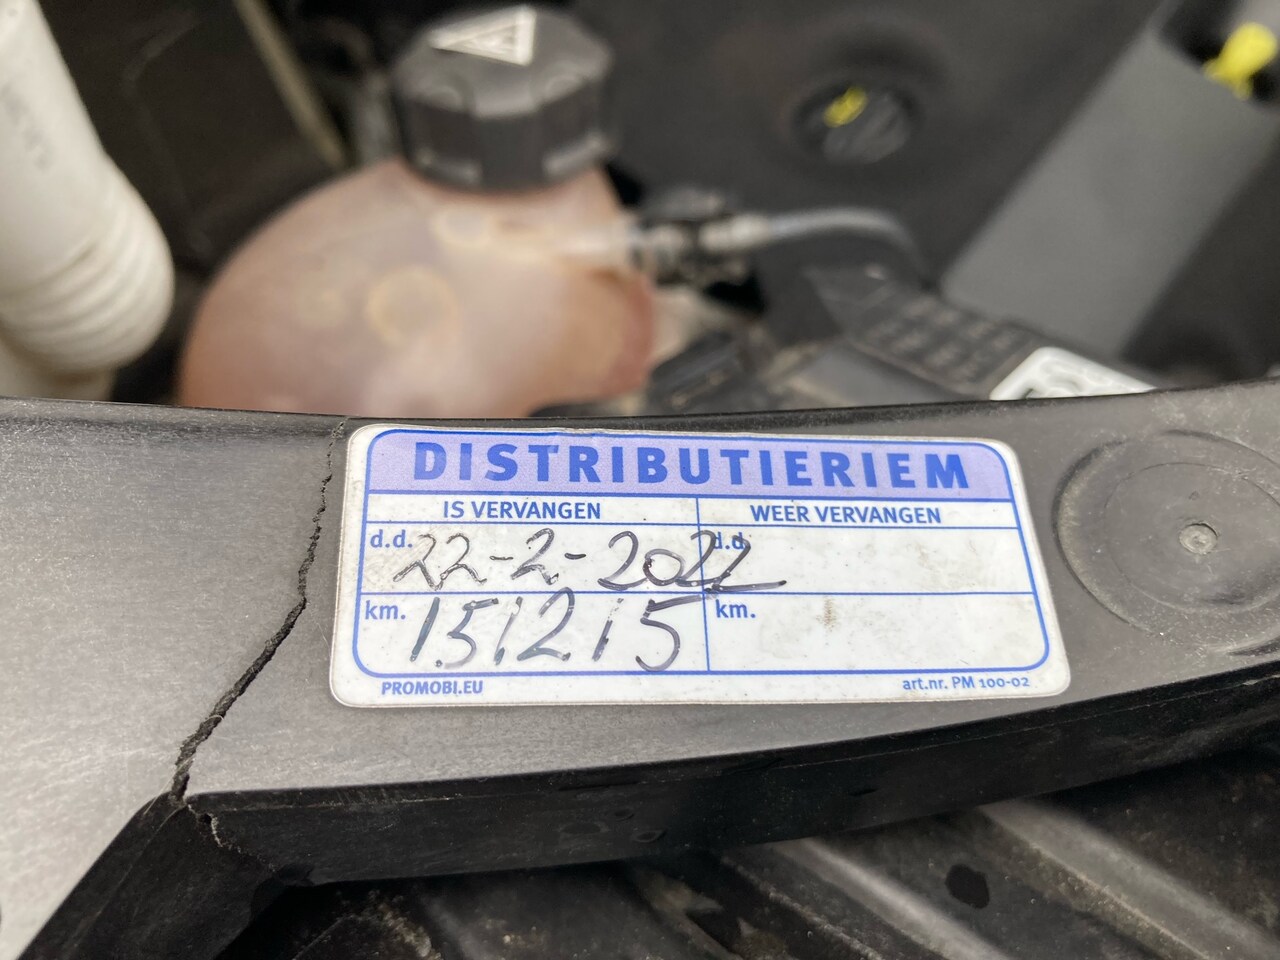 DISTRIBUTIERIEM
IS VERVANGEN WEER VERVANGEN
d.d. 22-2-2022 d.d.
km. 151215 km.
PROMOBI.EU art.nr. PM 100-02